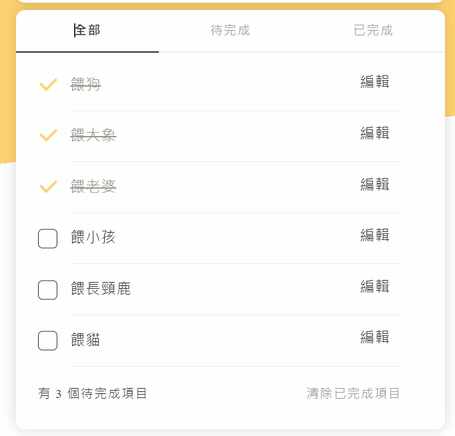 全部 待完成 已完成
餵狗 編輯
餵大象 編輯
餵老婆 編輯
餵小孩 編輯
餵長頸鹿 編輯
餵貓 編輯
有 3 個待完成項目 清除已完成項目